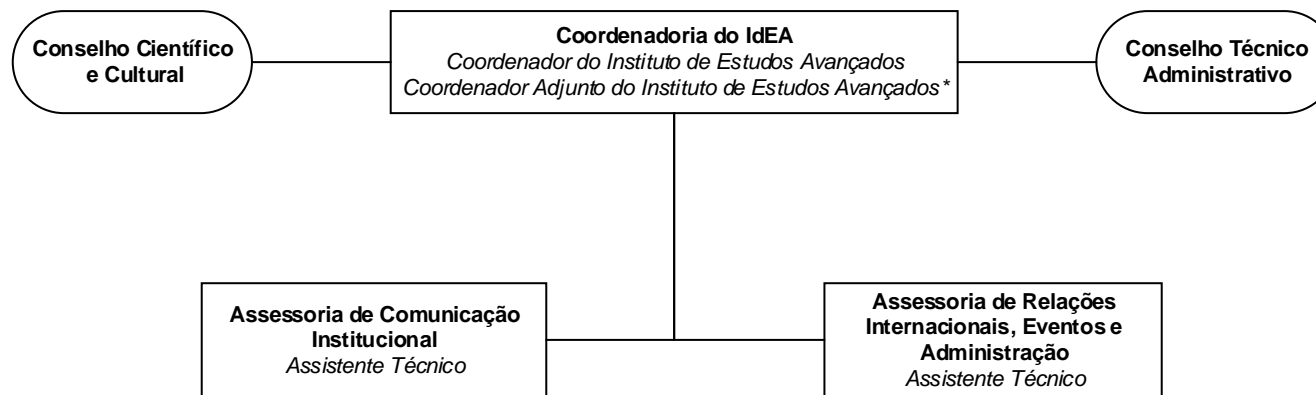 Conselho Científico
e Cultural
Coordenadoria do IdEA
Coordenador do Instituto de Estudos Avançados
Coordenador Adjunto do Instituto de Estudos Avançados*
Conselho Técnico
Administrativo
Assessoria de Comunicação
Institucional
Assistente Técnico
Assessoria de Relações
Internacionais, Eventos e
Administração
Assistente Técnico